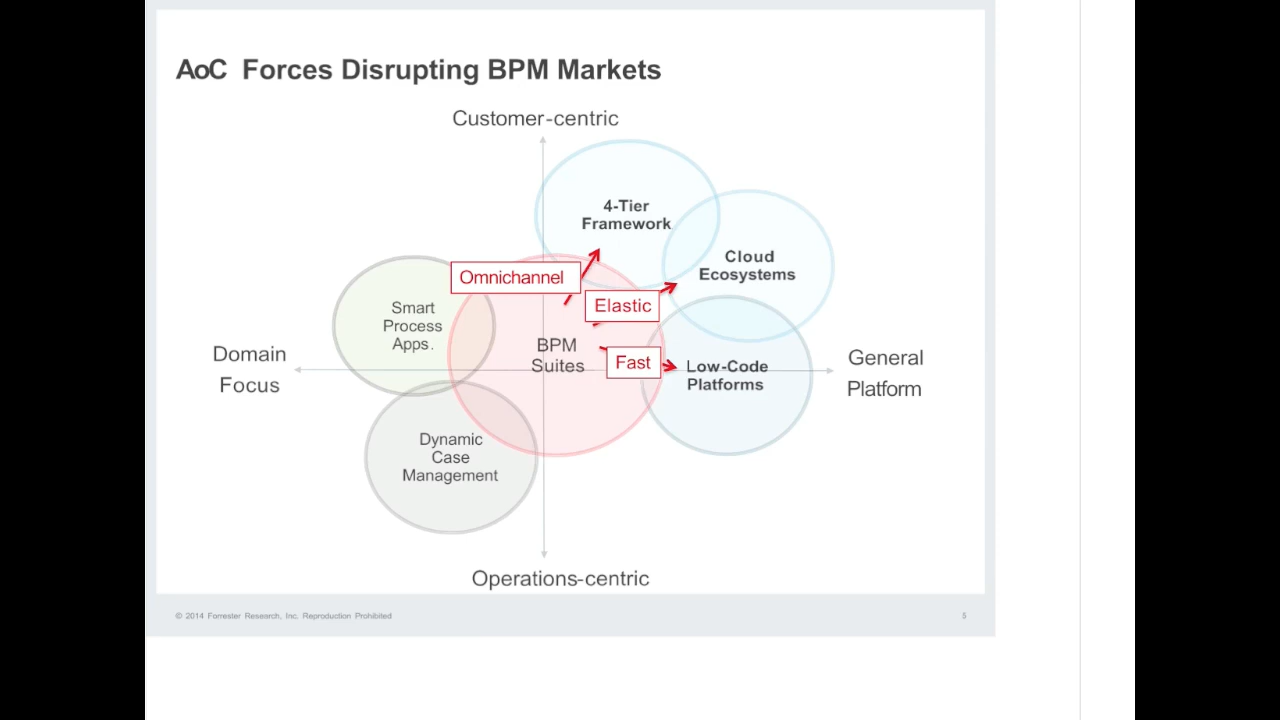 AoC Forces Disrupting BPM Markets
Customer-centric
4-Tier
Framework
Cloud
Ecosystems
Omnichannel
Elastic
Smart
Process
Apps.
BPM
Suites
Fast
Low-Code
Platforms
Domain
Focus
General
Platform
Dynamic
Case
Management
Operations-centric
© 2014 Forrester Research, Inc. Reproduction Prohibited
5